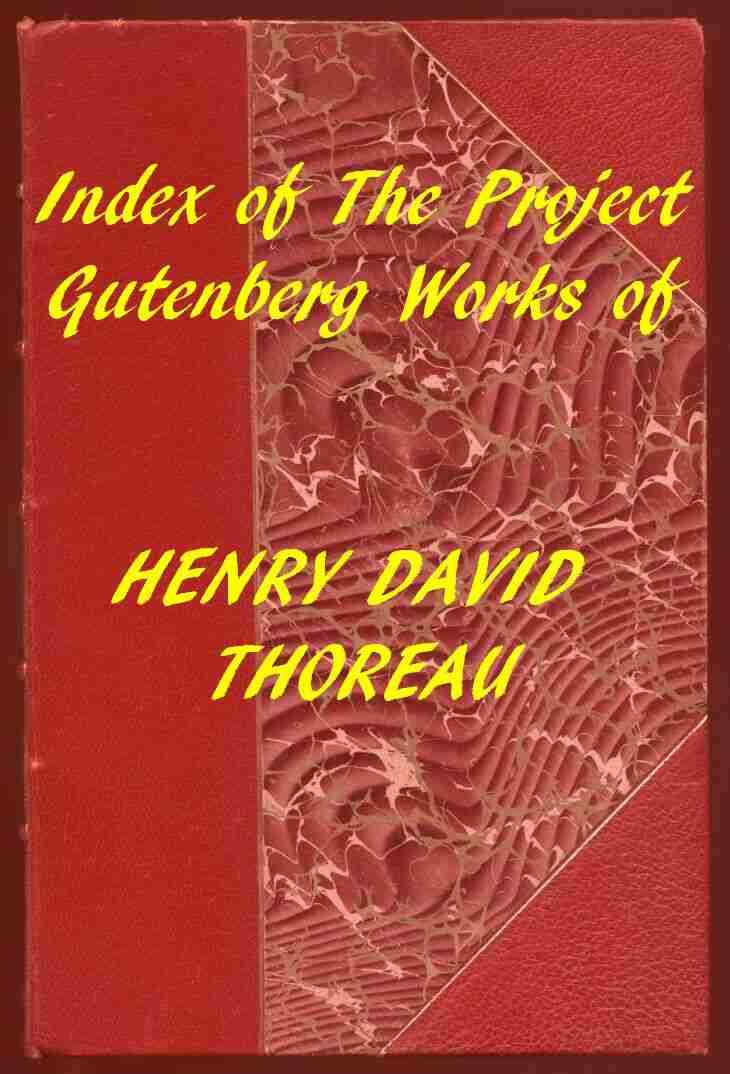 Index of The Project
Gutenberg Works of
HENRY DAVID
THOREAU